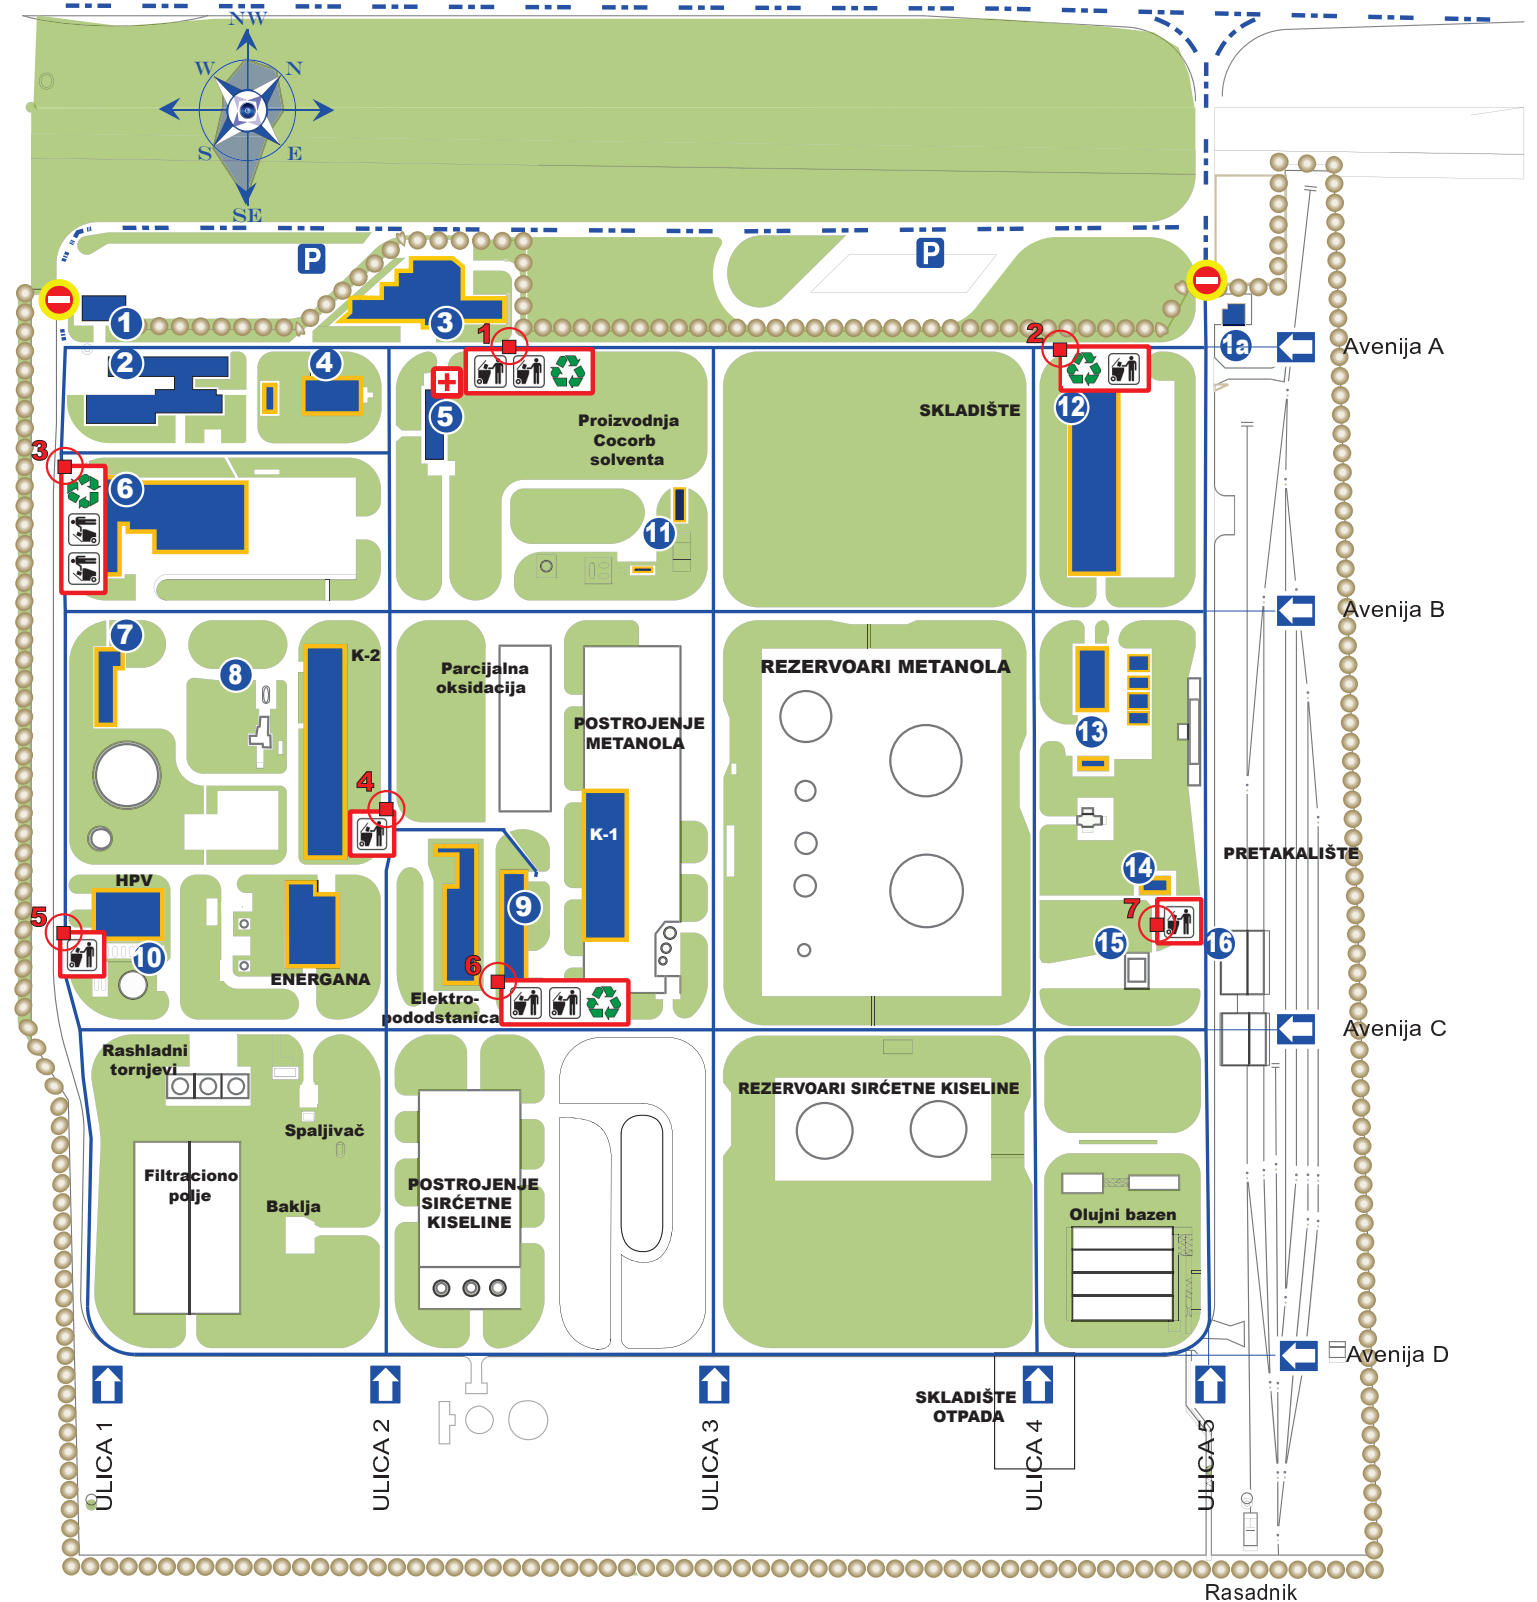 NW
W
N
S
E
SE
P
P
1
3
1
2
1a
Avenija A
2
4
5
12
SKLADIŠTE
Proizvodnja
Cocorb
solventa
3
6
11
Avenija B
7
8
K-2
Parcijalna
oksidacija
REZERVOARI METANOLA
POSTROJENJE
METANOLA
13
4
K-1
PRETAKALIŠTE
14
HPV
9
5
7
10
15
16
6
ENERGANA
Elektro-
pododstanica
Avenija C
Rashladni
tornjevi
REZERVOARI SIRĆETNE KISELINE
Spaljivač
Filtraciono
polje
POSTROJENJE
SIRĆETNE
KISELINE
Baklja
Olujni bazen
Avenija D
SKLADIŠTE
OTPADA
ULICA 1
ULICA 2
ULICA 3
ULICA 4
ULICA 5
Rasadnik